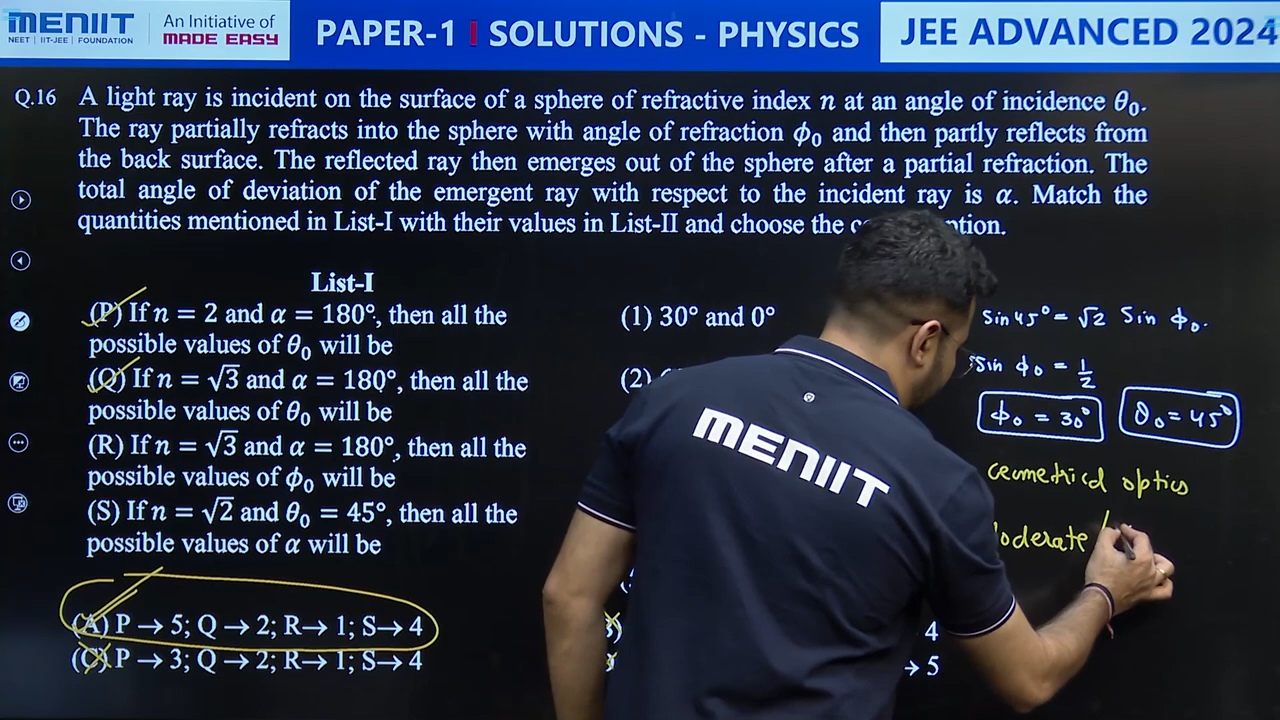 MENIIT
NEET | IIT-JEE | FOUNDATION
An Initiative of
MADE EASY
PAPER-1 | SOLUTIONS - PHYSICS
JEE ADVANCED 2024
Q.16 A light ray is incident on the surface of a sphere of refractive index n at an angle of incidence θ₀.
The ray partially refracts into the sphere with angle of refraction ϕ₀ and then partly reflects from
the back surface. The reflected ray then emerges out of the sphere after a partial refraction. The
total angle of deviation of the emergent ray with respect to the incident ray is α. Match the
quantities mentioned in List-I with their values in List-II and choose the
List-I
(P) If n = 2 and α = 180°, then all the
possible values of θ₀ will be
(Q) If n = √3 and α = 180°, then all the
possible values of θ₀ will be
(R) If n = √3 and α = 180°, then all the
possible values of ϕ₀ will be
(S) If n = √2 and θ₀ = 45°, then all the
possible values of α will be
(1) 30° and 0°
(2)
(A) P → 5; Q → 2; R → 1; S → 4
(C) P → 3; Q → 2; R → 1; S → 4
4
→ 5
Sin 45° = √2 Sin ϕ₀.
Sin ϕ₀ = 1/2
ϕ₀ = 30° θ₀ = 45°
Geometrical optics
MENIIT